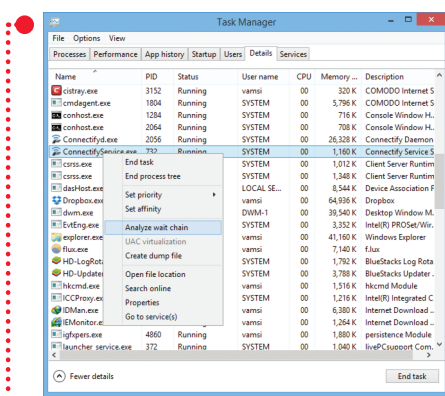 Task Manager
File Options View
Processes Performance App history Startup Users Details Services
Name PID Status User name CPU Memory ... Description
cistray.exe 3152 Running vamsi 00 320 K COMODO Internet S
cmdagent.exe 1804 Running SYSTEM 00 5,796 K COMODO Internet S
conhost.exe 1284 Running SYSTEM 00 716 K Console Window H..
conhost.exe 2064 Running SYSTEM 00 708 K Console Window H..
Connectifyd.exe 2056 Running SYSTEM 00 26,328 K Connectify Daemon
ConnectifyService.exe 732 Running SYSTEM 00 1,160 K Connectify Service S
csrss.exe End task SYSTEM 00 1,012 K Client Server Runtim
csrss.exe End process tree SYSTEM 00 1,348 K Client Server Runtim
dasHost.exe Set priority LOCAL SE... 00 8,544 K Device Association F
Dropbox.exe Set affinity vamsi 00 64,936 K Dropbox
dwm.exe DWM-1 00 39,540 K Desktop Window M.
EvtEng.exe Analyze wait chain SYSTEM 00 3,352 K Intel(R) PROSet/Wir.
explorer.exe UAC virtualization vamsi 00 41,160 K Windows Explorer
flux.exe Create dump file vamsi 00 7,140 K f.lux
HD-LogRota SYSTEM 00 7,792 K BlueStacks Log Rota
HD-Updater Open file location SYSTEM 00 3,788 K BlueStacks Updater .
hkcmd.exe Search online vamsi 00 1,516 K hkcmd Module
ICCProxy.exe Properties SYSTEM 00 1,216 K Intel(R) Integrated C
IDMan.exe Go to service(s) vamsi 00 6,380 K Internet Download ..
IEMonitor.e vamsi 00 1,264 K Internet Download ..
igfxpers.exe 4860 Running vamsi 00 1,880 K persistence Module
launcher_service.exe 372 Running SYSTEM 00 1,040 K livePCsupport Com.
Fewer details End task